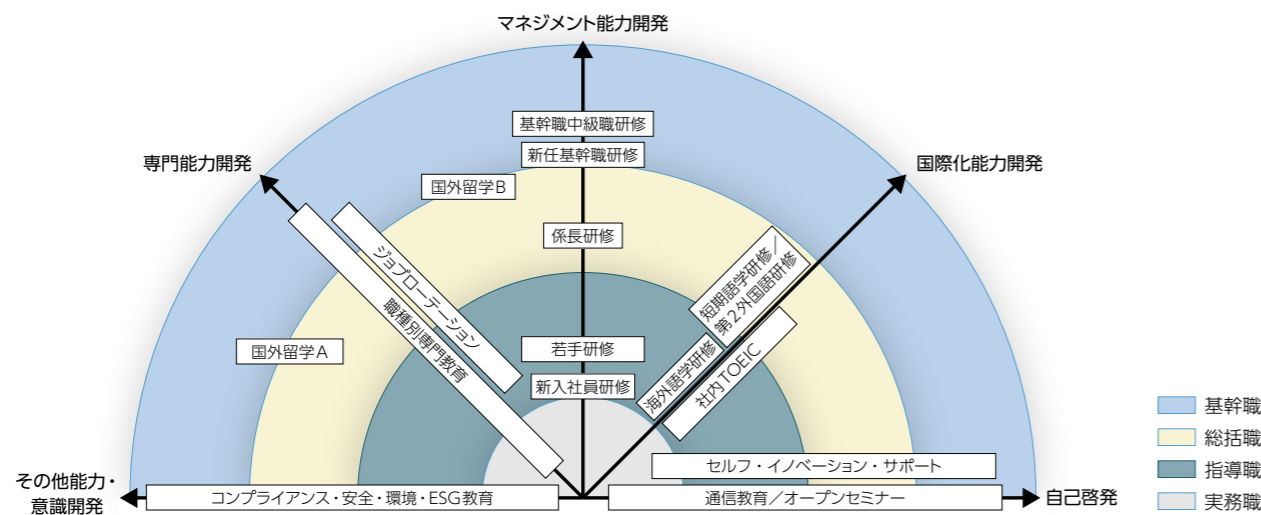 マネジメント能力開発
基幹職中級職研修
新任基幹職研修
専門能力開発
国際化能力開発
国外留学B
係長研修
ジョブローテーション
職種別専門教育
短期語学研修／
第2外国語研修
国外留学A
若手研修
新入社員研修
海外語学研修
社内TOEIC
セルフ・イノベーション・サポート
その他能力・
意識開発
コンプライアンス・安全・環境・ESG教育
通信教育／オープンセミナー
自己啓発
基幹職
総括職
指導職
実務職